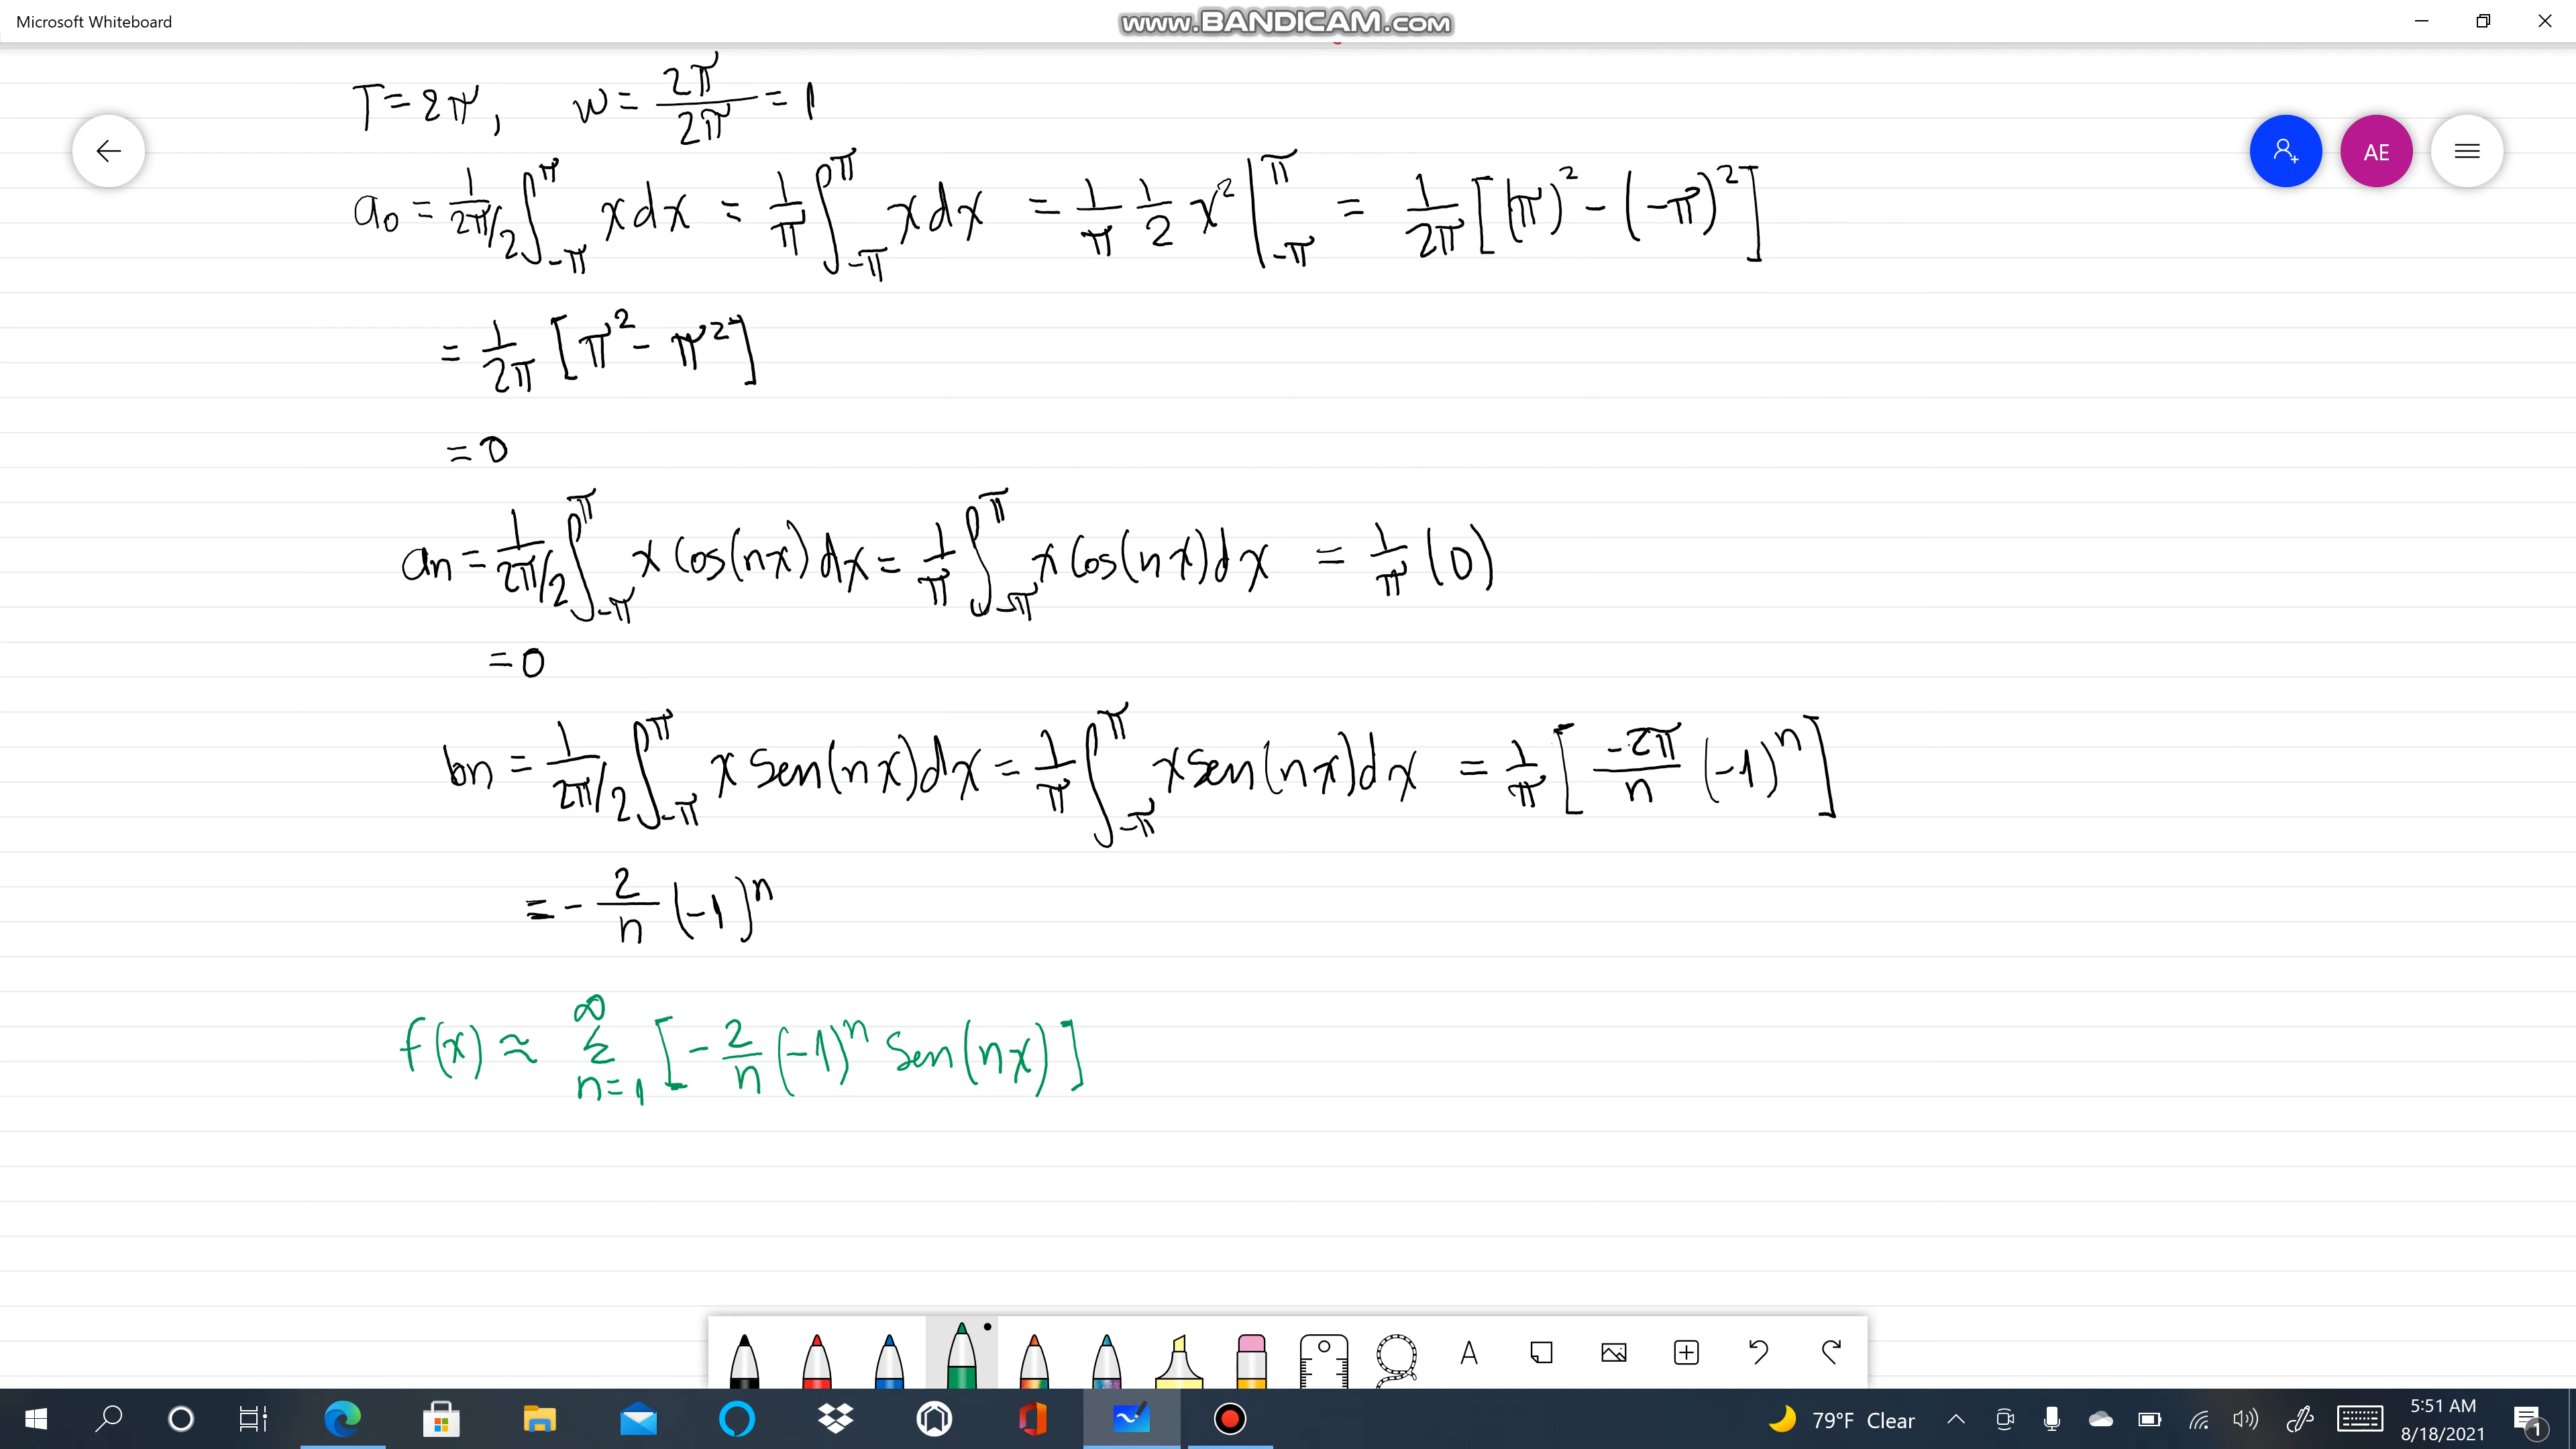 Microsoft Whiteboard
www.BANDICAM.com
T = 2π, w = 2π/2π = 1
AE
a₀ = 1/(2π/2) ∫_{-π}^{π} x dx = 1/π ∫_{-π}^{π} x dx = 1/π 1/2 x² |_{-π}^{π} = 1/2π [(π)² - (-π)²]
= 1/2π [π² - π²]
= 0
an = 1/(2π/2) ∫_{-π}^{π} x Cos(nx) dx = 1/π ∫_{-π}^{π} x Cos(nx) dx = 1/π (0)
= 0
bn = 1/(2π/2) ∫_{-π}^{π} x Sen(nx) dx = 1/π ∫_{-π}^{π} x Sen(nx) dx = 1/π [-2π/n (-1)ⁿ]
= - 2/n (-1)ⁿ
f(x) ≈ Σ_{n=1}^{∞} [- 2/n (-1)ⁿ Sen(nx)]
A
79°F Clear
5:51 AM
8/18/2021
1